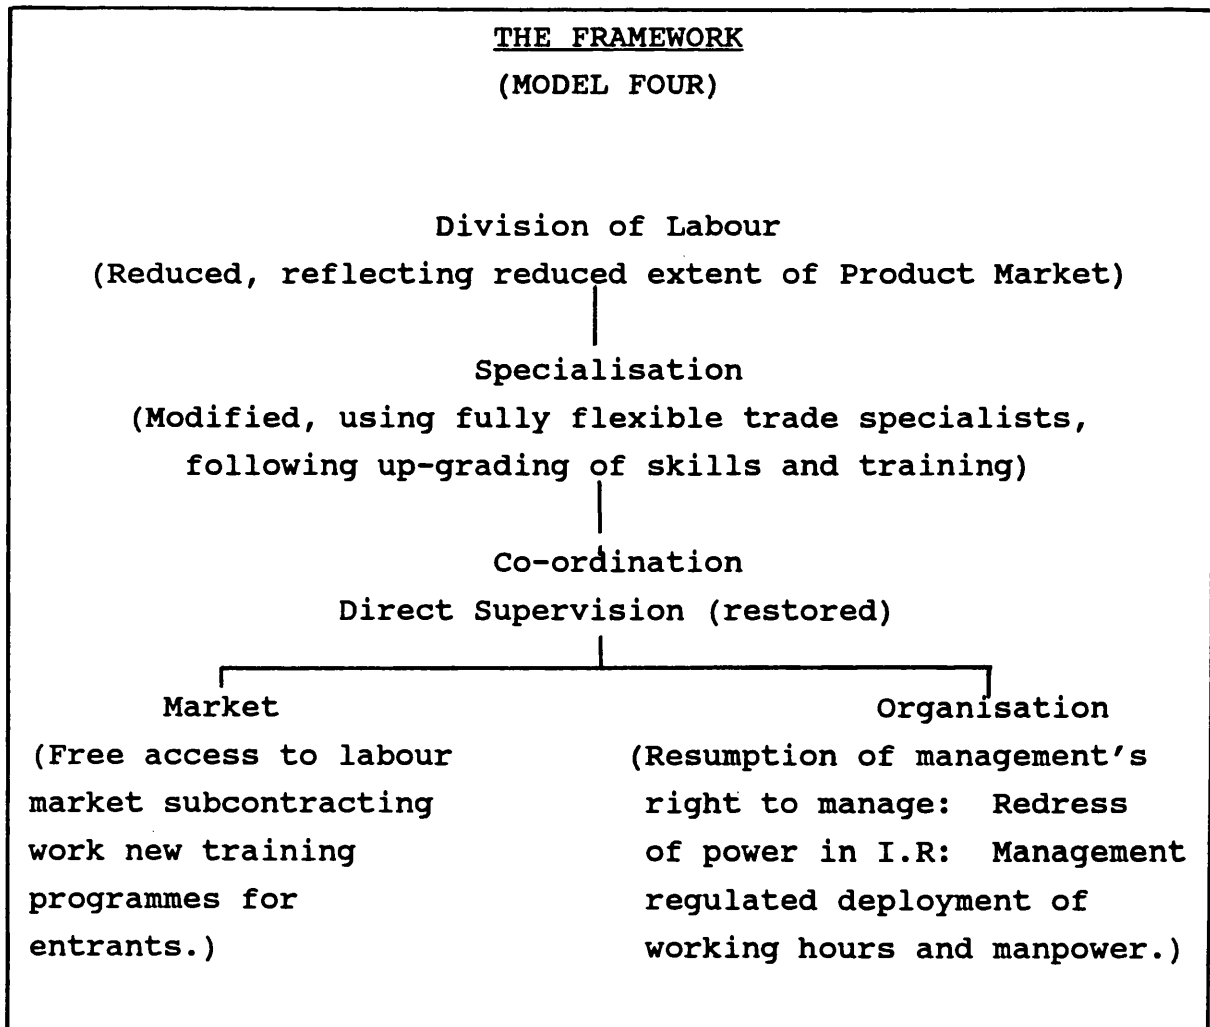 THE FRAMEWORK
(MODEL FOUR)
Division of Labour
(Reduced, reflecting reduced extent of Product Market)
Specialisation
(Modified, using fully flexible trade specialists,
following up-grading of skills and training)
Co-ordination
Direct Supervision (restored)
Market
(Free access to labour
market subcontracting
work new training
programmes for
entrants.)
Organisation
(Resumption of management's
right to manage: Redress
of power in I.R: Management
regulated deployment of
working hours and manpower.)